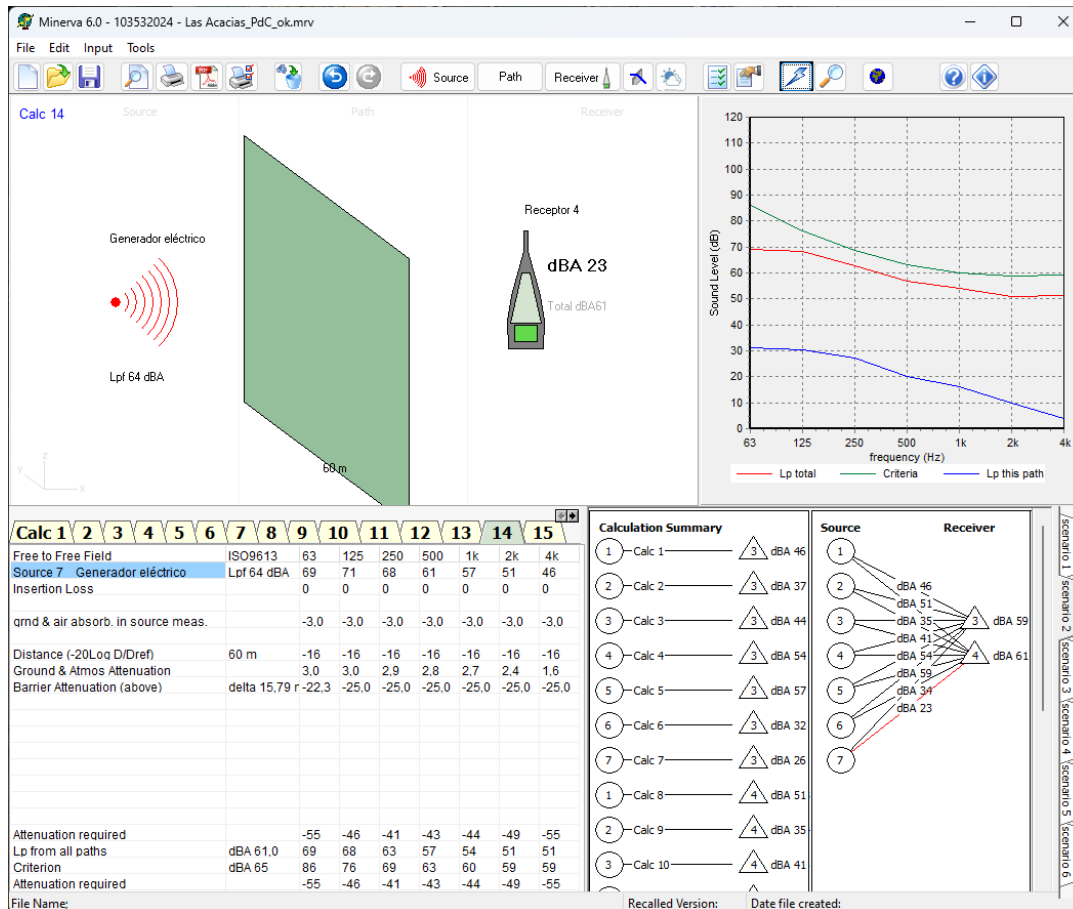 Minerva 6.0 - 103532024 - Las Acacias_PdC_ok.mrv
File Edit Input Tools
Source Path Receiver
Calc 14 Source Path Receiver
Generador eléctrico
Lpf 64 dBA
60 m
Receptor 4
dBA 23
Total dBA61
z
y
x
120
110
100
90
80
70
60
50
40
30
20
10
0
Sound Level (dB)
63 125 250 500 1k 2k 4k
frequency (Hz)
Lp total Criteria Lp this path
Calc 1 2 3 4 5 6 7 8 9 10 11 12 13 14 15
Free to Free Field ISO9613 63 125 250 500 1k 2k 4k
Source 7 Generador eléctrico Lpf 64 dBA 69 71 68 61 57 51 46
Insertion Loss 0 0 0 0 0 0 0
grnd & air absorb. in source meas. -3,0 -3,0 -3,0 -3,0 -3,0 -3,0 -3,0
Distance (-20Log D/Dref) 60 m -16 -16 -16 -16 -16 -16 -16
Ground & Atmos Attenuation 3,0 3,0 2,9 2,8 2,7 2,4 1,6
Barrier Attenuation (above) delta 15,79 r -22,3 -25,0 -25,0 -25,0 -25,0 -25,0 -25,0
Attenuation required -55 -46 -41 -43 -44 -49 -55
Lp from all paths dBA 61,0 69 68 63 57 54 51 51
Criterion dBA 65 86 76 69 63 60 59 59
Attenuation required -55 -46 -41 -43 -44 -49 -55
Calculation Summary
1 Calc 1 3 dBA 46
2 Calc 2 3 dBA 37
3 Calc 3 3 dBA 44
4 Calc 4 3 dBA 54
5 Calc 5 3 dBA 57
6 Calc 6 3 dBA 32
7 Calc 7 3 dBA 26
1 Calc 8 4 dBA 51
2 Calc 9 4 dBA 35
3 Calc 10 4 dBA 41
Source Receiver
1
2
3
4
5
6
7
dBA 46
dBA 51
dBA 35
dBA 41
dBA 54
dBA 59
dBA 34
dBA 23
3 dBA 59
4 dBA 61
scenario 1
scenario 2
scenario 3
scenario 4
scenario 5
scenario 6
File Name; Recalled Version: Date file created: